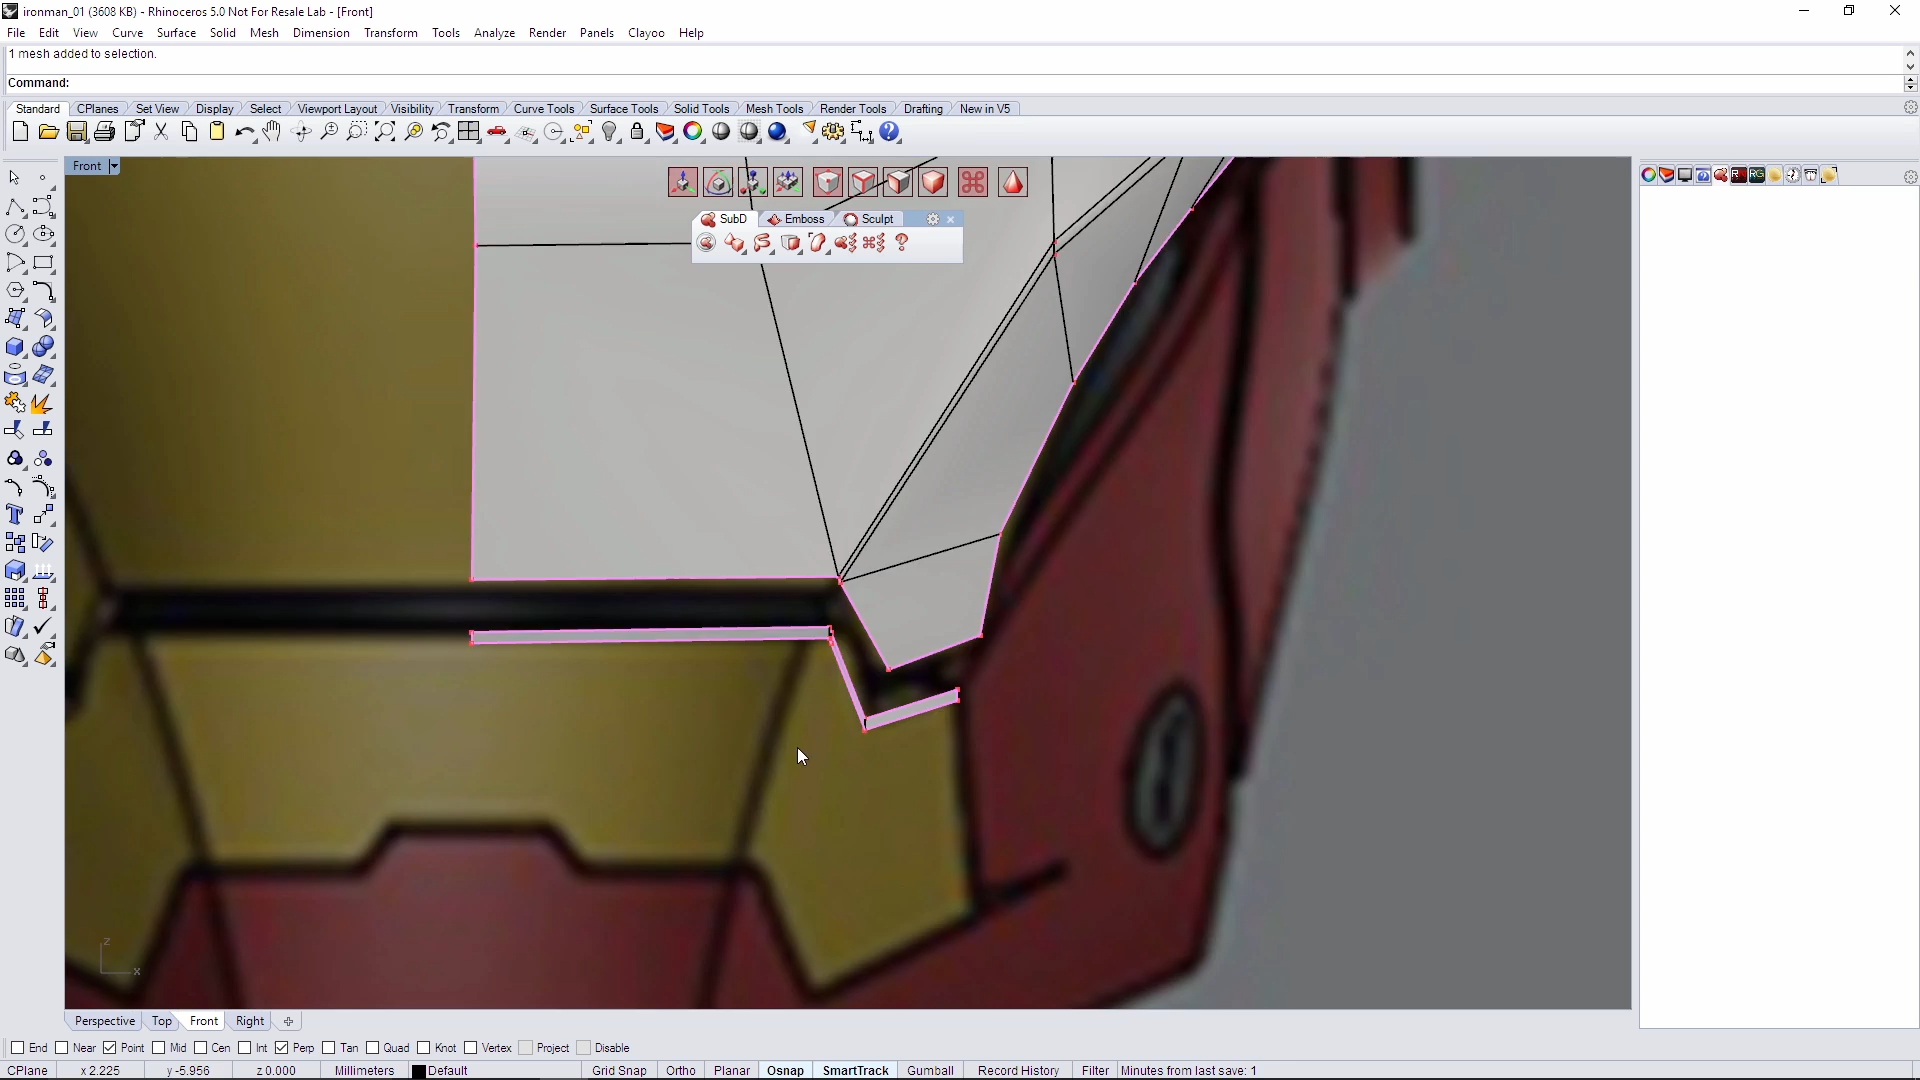 ironman_01 (3608 KB) - Rhinoceros 5.0 Not For Resale Lab - [Front]
File Edit View Curve Surface Solid Mesh Dimension Transform Tools Analyze Render Panels Clayoo Help
1 mesh added to selection.
Command:
Standard CPlanes Set View Display Select Viewport Layout Visibility Transform Curve Tools Surface Tools Solid Tools Mesh Tools Render Tools Drafting New in V5
Front
SubD Emboss Sculpt
z
x
Perspective Top Front Right
End Near Point Mid Cen Int Perp Tan Quad Knot Vertex Project Disable
CPlane x 2.225 y -5.956 z 0.000 Millimeters Default Grid Snap Ortho Planar Osnap SmartTrack Gumball Record History Filter Minutes from last save: 1